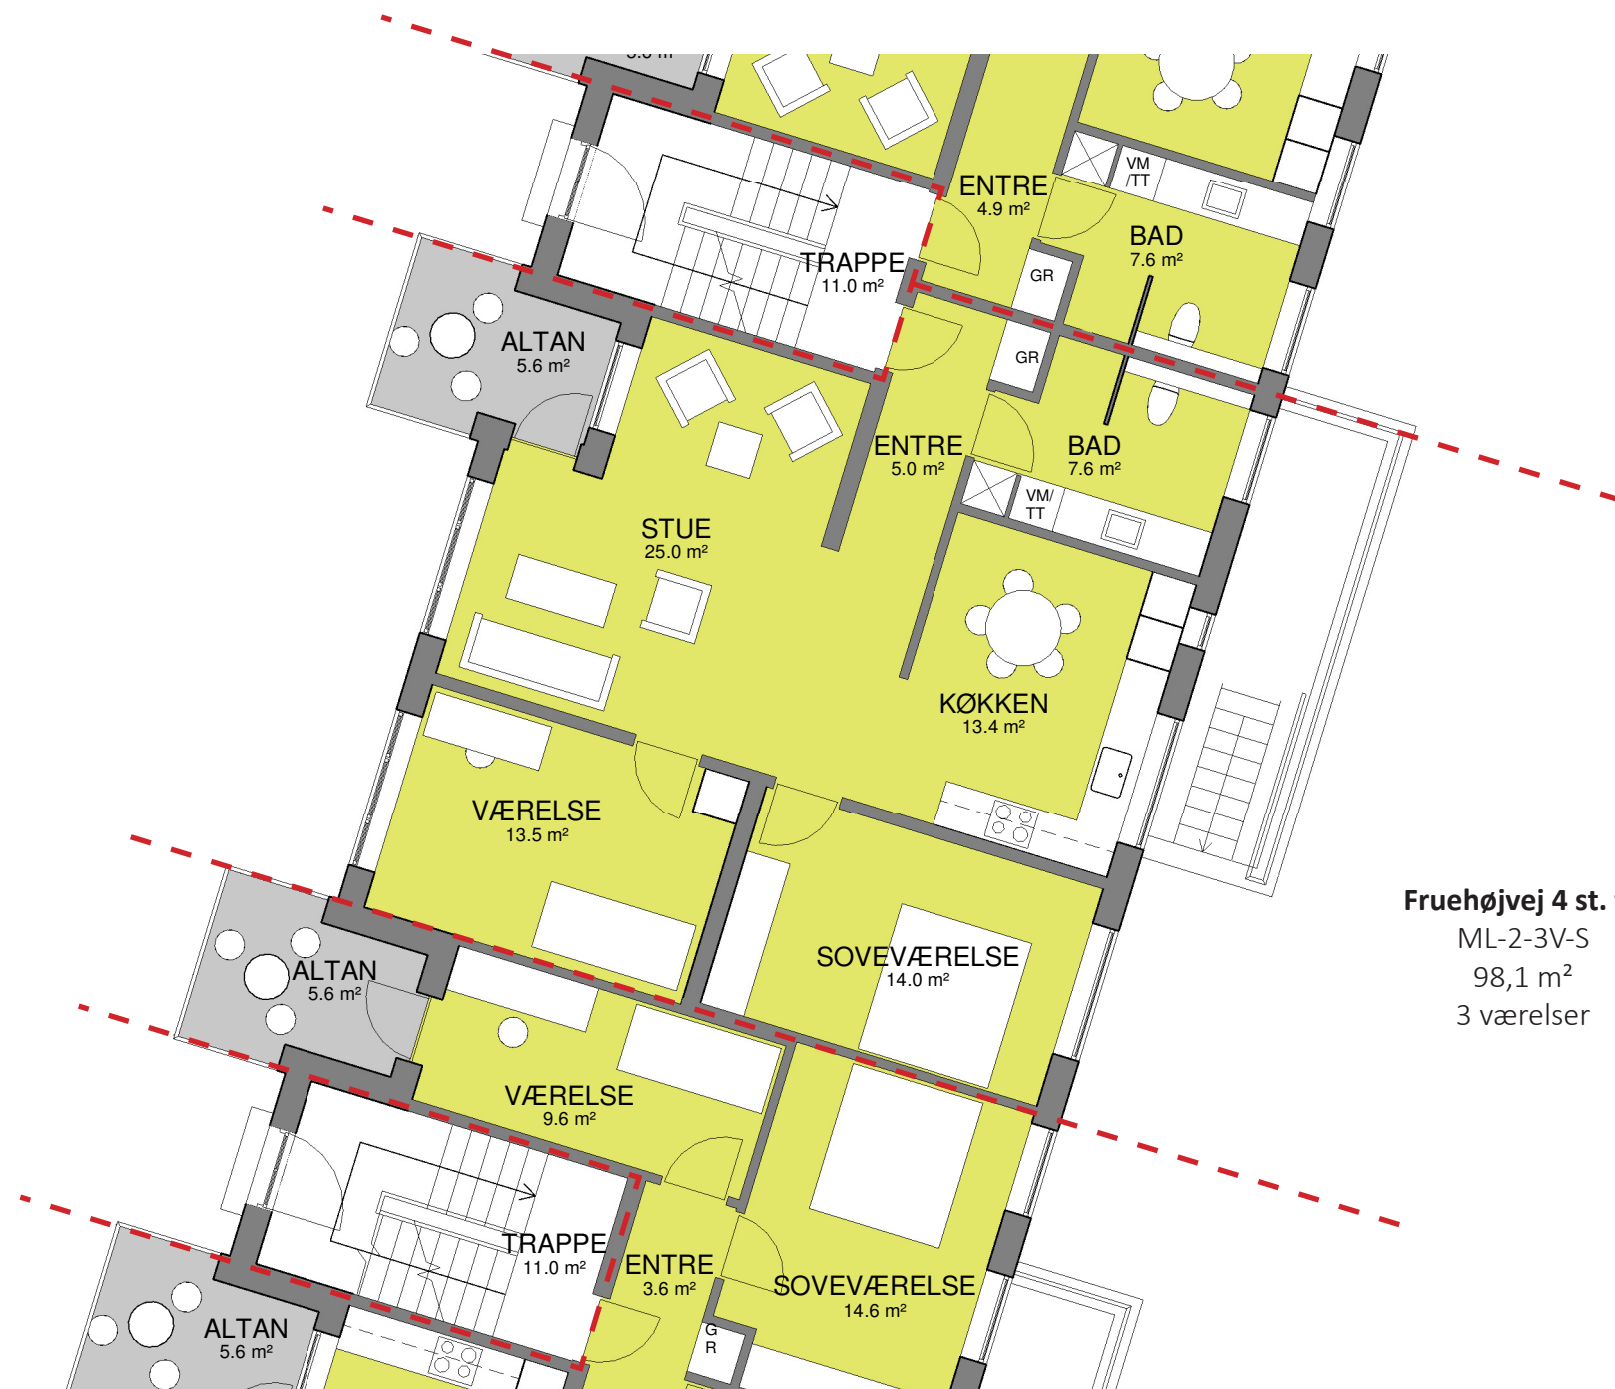 ENTRE
4.9 m²
VM
/TT
BAD
7.6 m²
TRAPPE
11.0 m²
GR
ALTAN
5.6 m²
GR
ENTRE
5.0 m²
BAD
7.6 m²
VM/
TT
STUE
25.0 m²
KØKKEN
13.4 m²
VÆRELSE
13.5 m²
SOVEVÆRELSE
14.0 m²
Fruehøjvej 4 st.
ML-2-3V-S
98,1 m²
3 værelser
ALTAN
5.6 m²
VÆRELSE
9.6 m²
TRAPPE
11.0 m²
ENTRE
3.6 m²
SOVEVÆRELSE
14.6 m²
G
R
ALTAN
5.6 m²